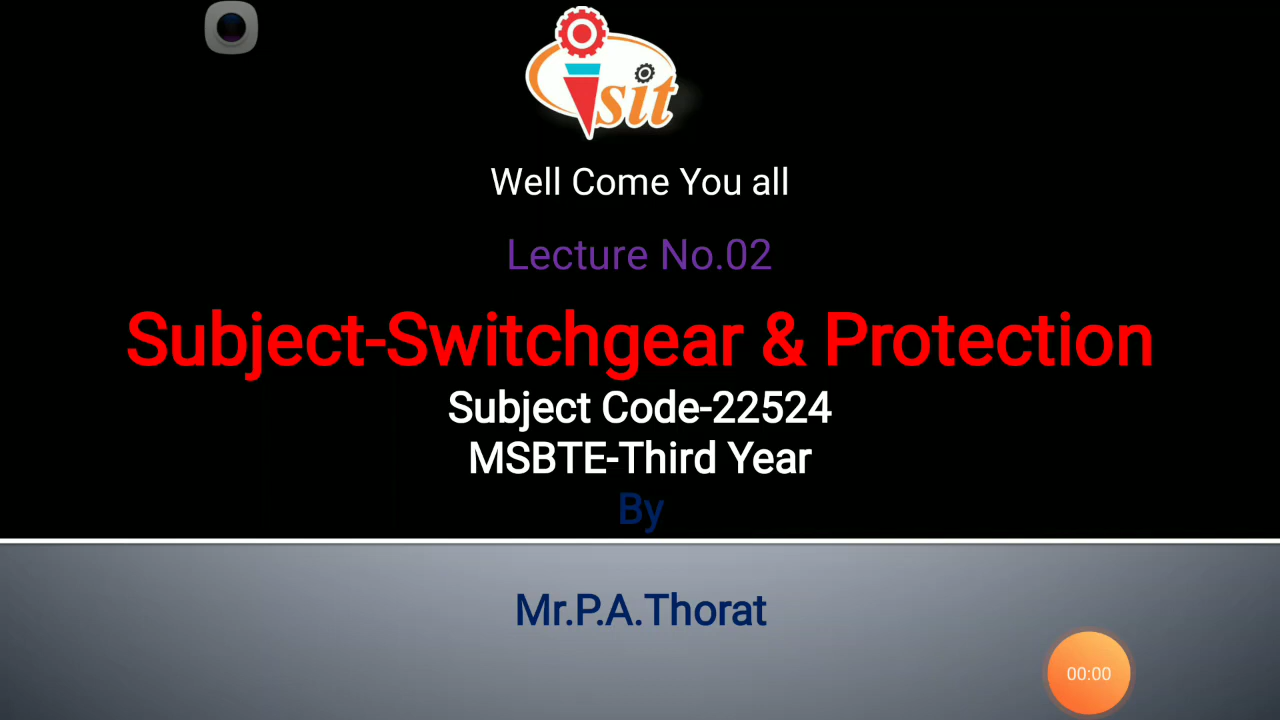 isit
Well Come You all
Lecture No.02
Subject-Switchgear & Protection
Subject Code-22524
MSBTE-Third Year
By
Mr.P.A.Thorat
00:00